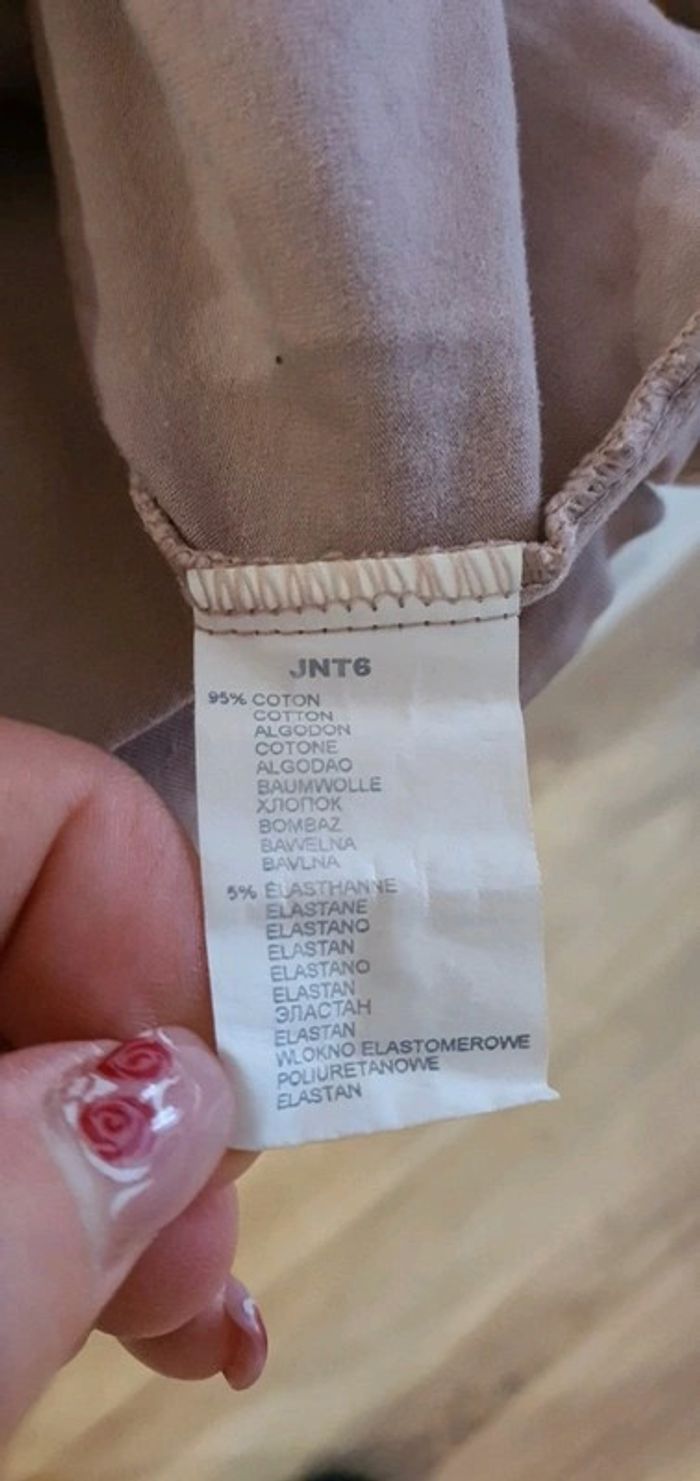 JNT6
95% COTON
COTTON
ALGODON
COTONE
ALGODAO
BAUMWOLLE
ХЛОПОК
BOMBAZ
BAWELNA
BAVLNA
5% ÉLASTHANNE
ELASTANE
ELASTANO
ELASTAN
ELASTANO
ELASTAN
ЭЛАСТАН
ELASTAN
WLOKNO ELASTOMEROWE
POLIURETANOWE
ELASTAN